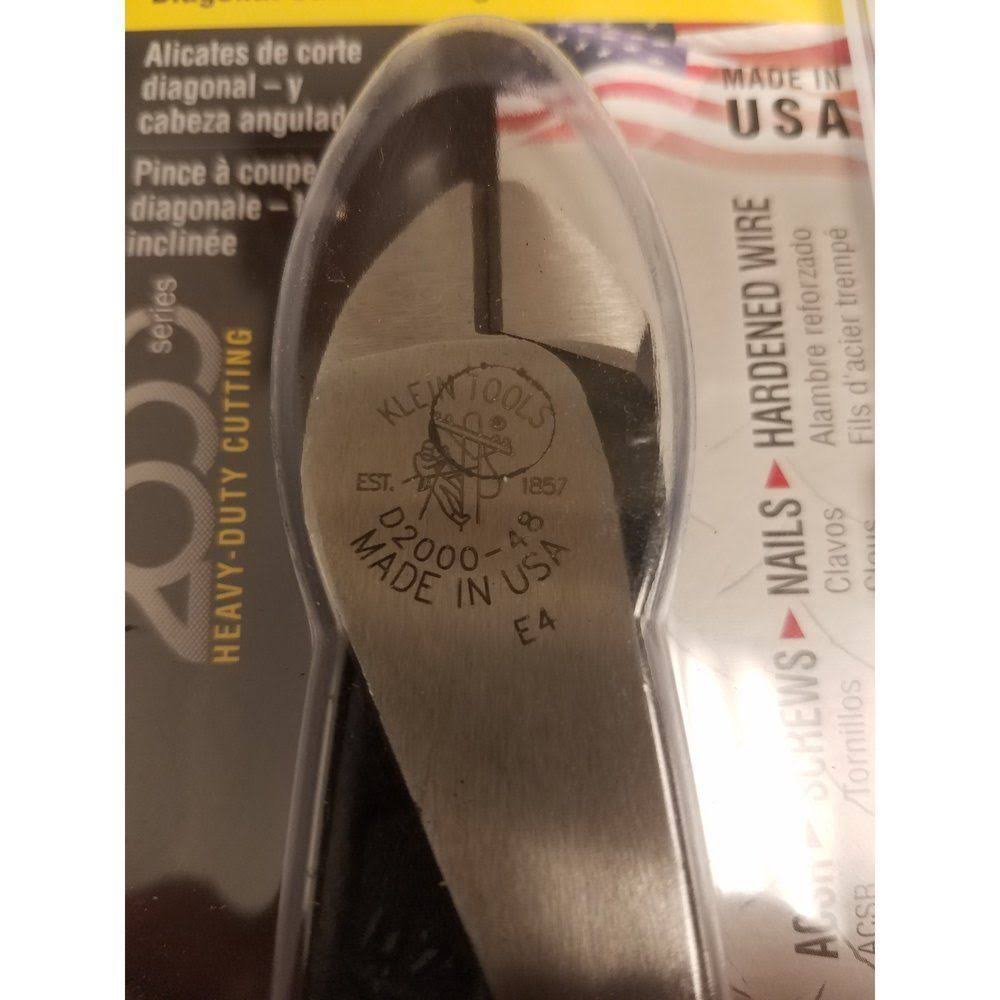 Alicates de corte
diagonal – y
cabeza angulad
Pince à coupe
diagonale –
inclinée
2000 series
HEAVY-DUTY CUTTING
MADE IN
USA
KLEIN TOOLS
®
EST. 1857
D2000-48
MADE IN USA
E4
ACSR ▶ SCREWS ▶ NAILS ▶ HARDENED WIRE
ACSR Tornillos Clavos Alambre reforzado
Fils d'acier trempé